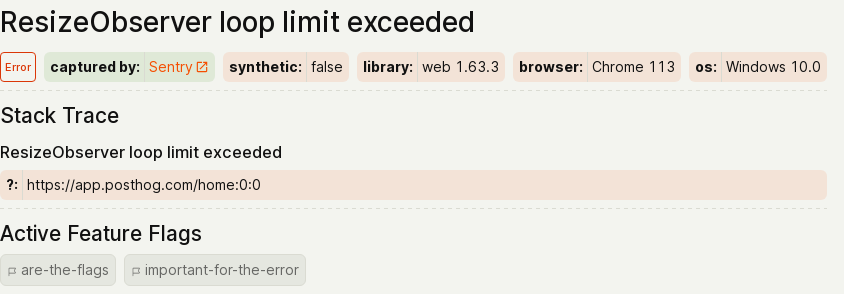 ResizeObserver loop limit exceeded
Error captured by: Sentry synthetic: false library: web 1.63.3 browser: Chrome 113 os: Windows 10.0
Stack Trace
ResizeObserver loop limit exceeded
?: https://app.posthog.com/home:0:0
Active Feature Flags
are-the-flags important-for-the-error